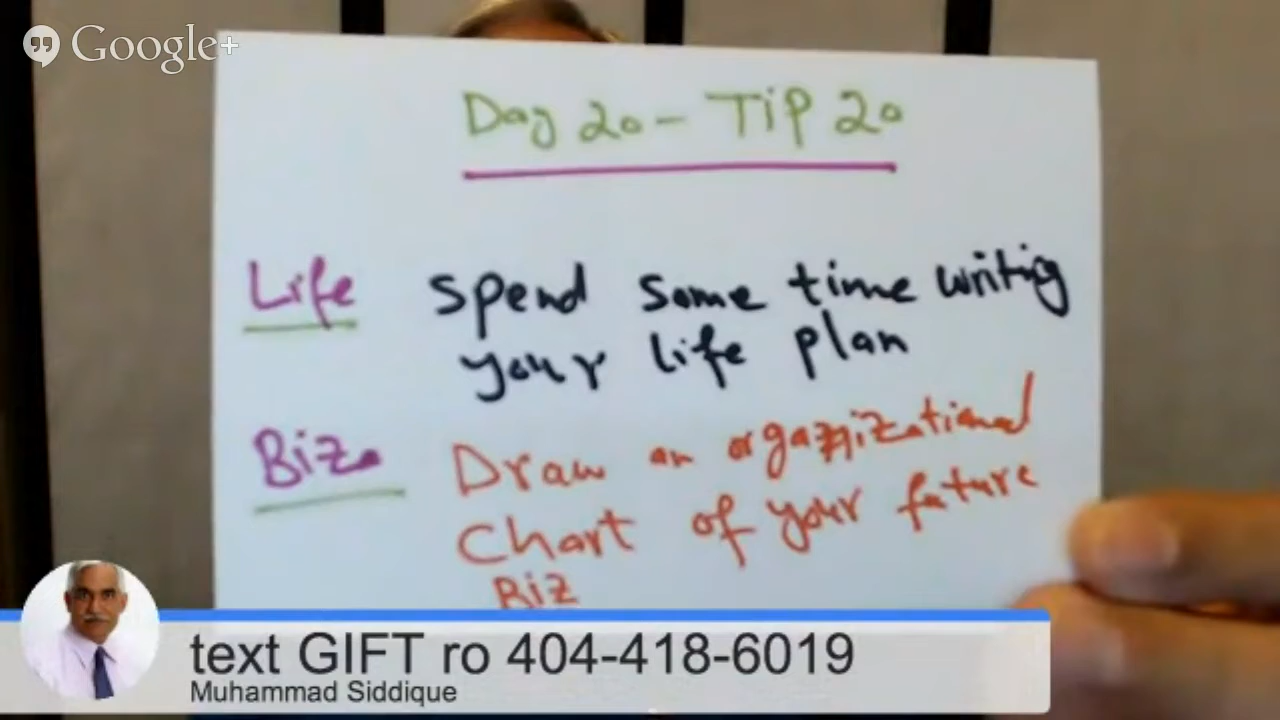 Google+
Day 20 - Tip 20
Life Spend some time writing
your life plan
Biz. Draw an organizational
Chart of your future
Biz
text GIFT ro 404-418-6019
Muhammad Siddique